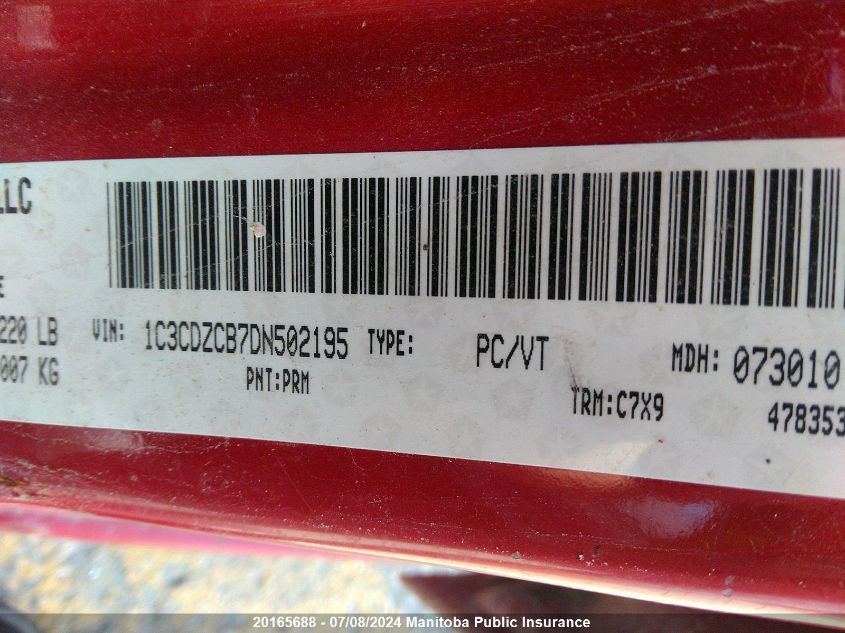 LLC
E
220 LB
007 KG
VIN: 1C3CDZCB7DN502195 TYPE: PC/VT MDH: 073010
PNT:PRM
TRM:C7X9
478353
20165688 - 07/08/2024 Manitoba Public Insurance